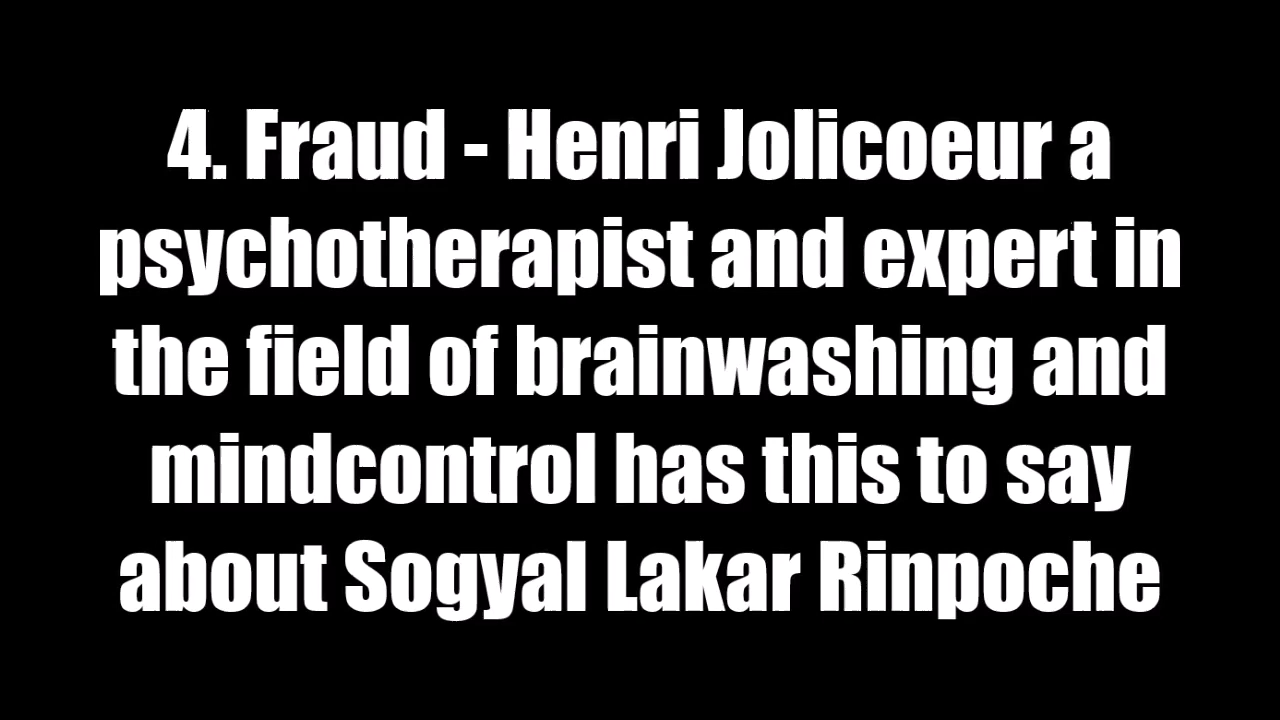 4. Fraud - Henri Jolicoeur a
psychotherapist and expert in
the field of brainwashing and
mindcontrol has this to say
about Sogyal Lakar Rinpoche